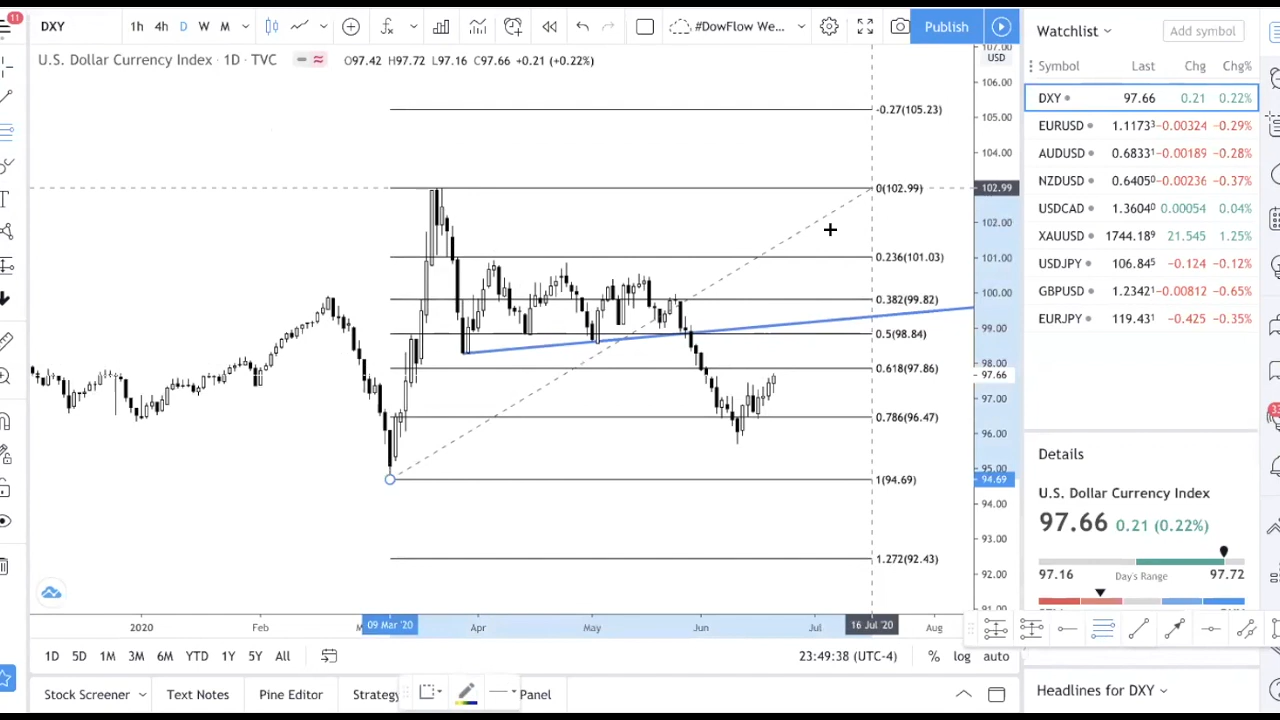 11
DXY
1h 4h D W M
#DowFlow We...
Publish
U.S. Dollar Currency Index · 1D · TVC
O97.42 H97.72 L97.16 C97.66 +0.21 (+0.22%)
107.00
USD
106.00
105.00
104.00
102.99
102.00
101.00
100.00
99.00
98.00
97.66
97.00
96.00
95.00
94.69
94.00
93.00
92.00
91.00
-0.27(105.23)
0(102.99)
0.236(101.03)
0.382(99.82)
0.5(98.84)
0.618(97.86)
0.786(96.47)
1(94.69)
1.272(92.43)
2020 Feb 09 Mar '20 Apr May Jun Jul 16 Jul '20 Aug
1D 5D 1M 3M 6M YTD 1Y 5Y All
23:49:38 (UTC-4) % log auto
Stock Screener Text Notes Pine Editor Strategy Panel
Watchlist
Add symbol
Symbol Last Chg Chg%
DXY 97.66 0.21 0.22%
EURUSD 1.1173³ −0.00324 −0.29%
AUDUSD 0.6833¹ −0.00189 −0.28%
NZDUSD 0.6405⁰ −0.00236 −0.37%
USDCAD 1.3604⁰ 0.00054 0.04%
XAUUSD 1744.18⁹ 21.545 1.25%
USDJPY 106.84⁵ −0.124 −0.12%
GBPUSD 1.2342¹ −0.00812 −0.65%
EURJPY 119.43¹ −0.425 −0.35%
Details
U.S. Dollar Currency Index
97.66 0.21 (0.22%)
97.16 Day's Range 97.72
Headlines for DXY